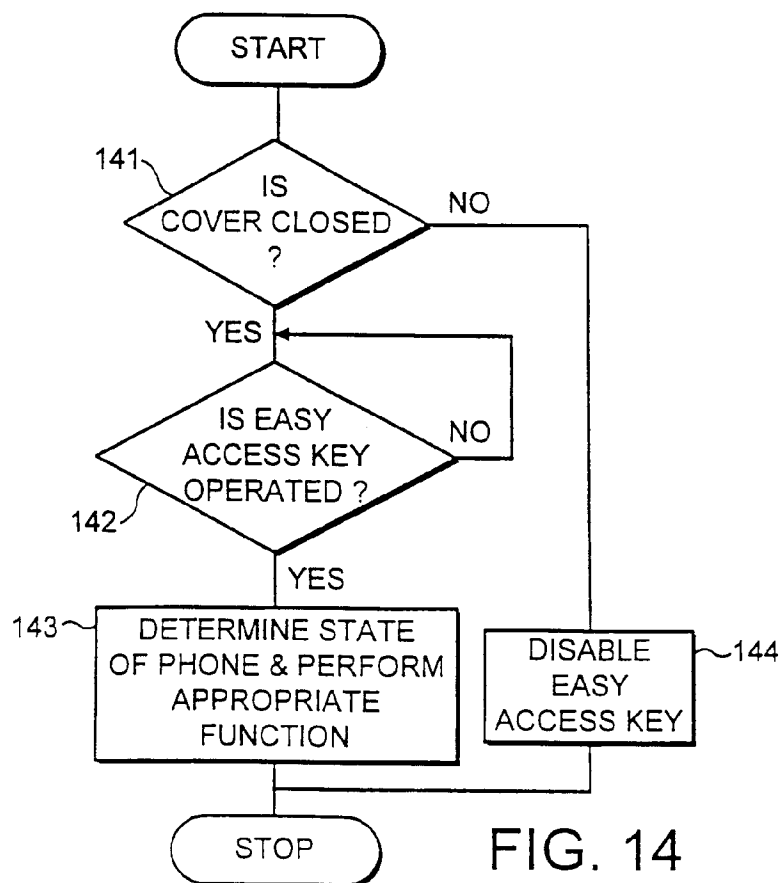 START
141
IS
COVER CLOSED
?
NO
YES
IS EASY
ACCESS KEY
OPERATED ?
NO
142
YES
143
DETERMINE STATE
OF PHONE & PERFORM
APPROPRIATE
FUNCTION
DISABLE
EASY
ACCESS KEY
144
STOP
FIG. 14